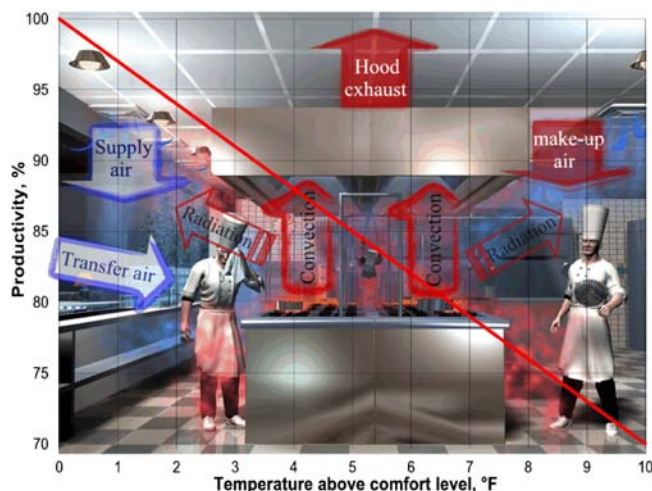 100
95
90
85
80
75
70
Productivity, %
Hood
exhaust
Supply
air
make-up
air
Radiation
Convection
Convection
Radiation
Transfer air
0 1 2 3 4 5 6 7 8 9 10
Temperature above comfort level, °F